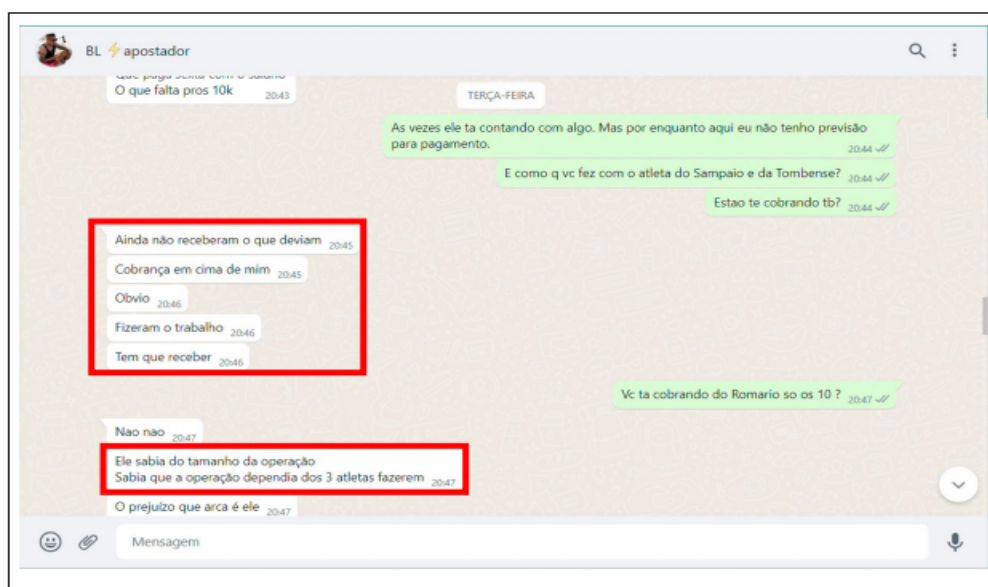 BL ⚡ apostador
Que paga sexta com o salário
O que falta pros 10k 20:43
TERÇA-FEIRA
As vezes ele ta contando com algo. Mas por enquanto aqui eu não tenho previsão
para pagamento. 20:44
E como q vc fez com o atleta do Sampaio e da Tombense? 20:44
Estao te cobrando tb? 20:44
Ainda não receberam o que deviam 20:45
Cobrança em cima de mim 20:45
Obvio 20:46
Fizeram o trabalho 20:46
Tem que receber 20:46
Vc ta cobrando do Romario so os 10 ? 20:47
Nao nao 20:47
Ele sabia do tamanho da operação
Sabia que a operação dependia dos 3 atletas fazerem 20:47
O prejuízo que arca é ele 20:47
Mensagem